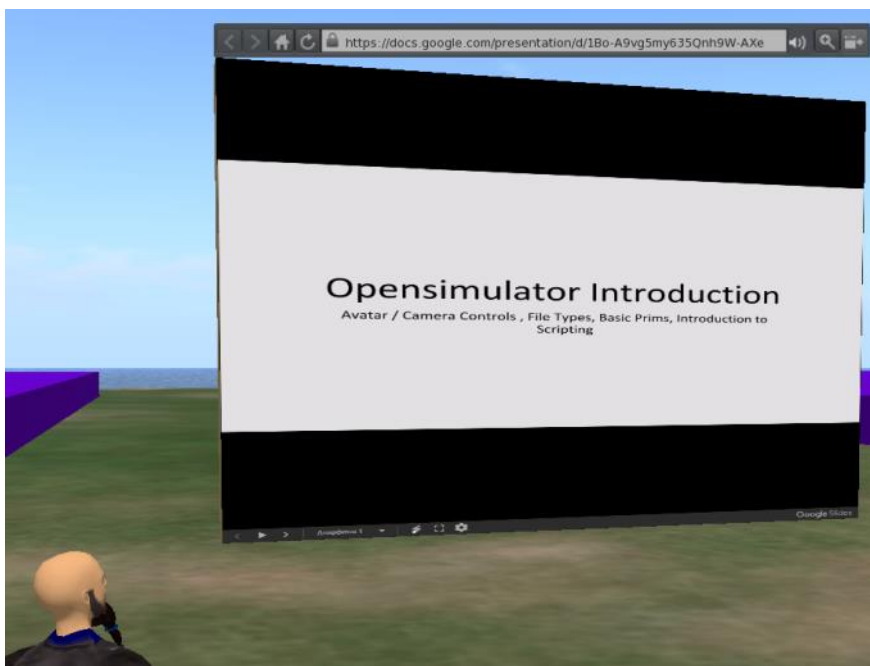 https://docs.google.com/presentation/d/1Bo-A9vg5my635Qnh9W-AXe
Opensimulator Introduction
Avatar / Camera Controls , File Types, Basic Prims, Introduction to
Scripting
Google Slides